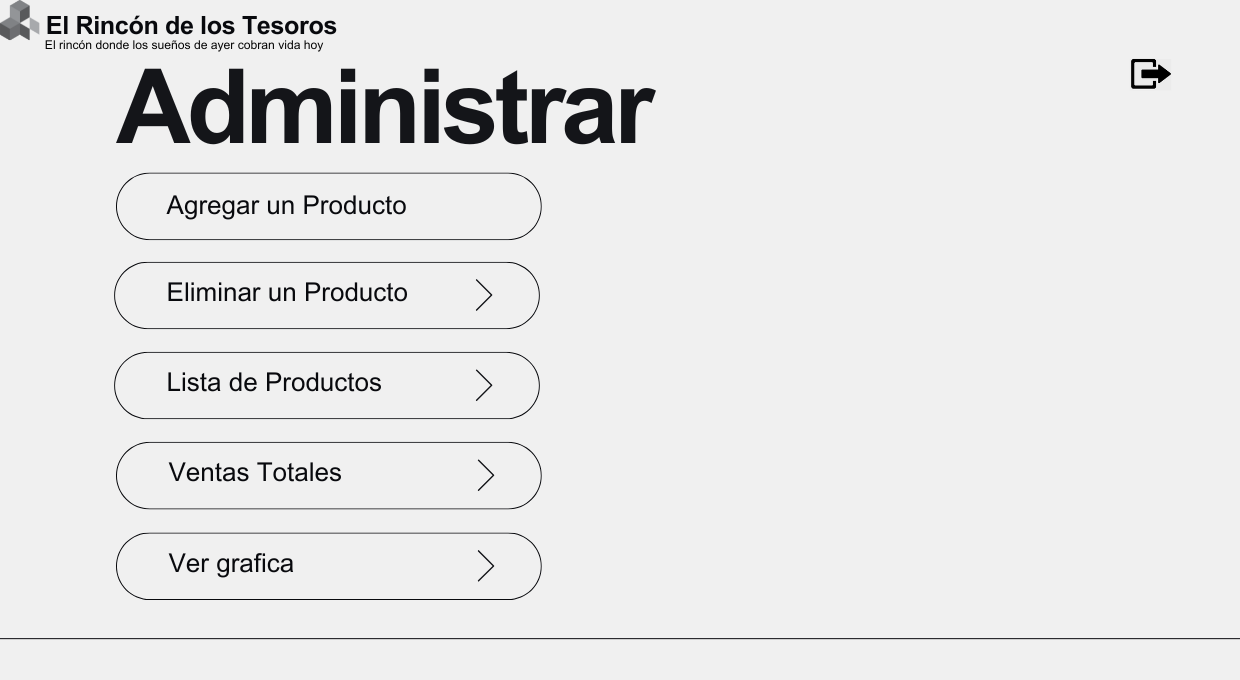 El Rincón de los Tesoros
El rincón donde los sueños de ayer cobran vida hoy
Administrar
Agregar un Producto
Eliminar un Producto
Lista de Productos
Ventas Totales
Ver grafica